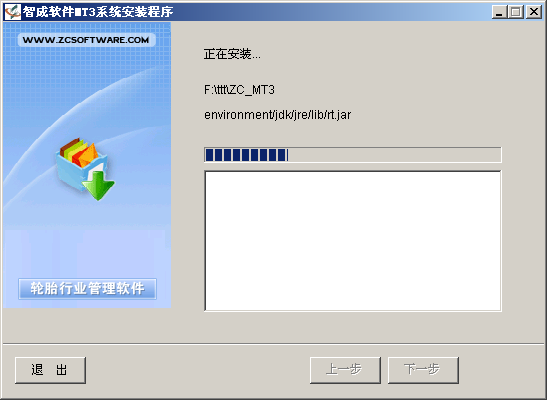 智成软件MT3系统安装程序
WWW.ZCSOFTWARE.COM
正在安装...
F:\ttt\ZC_MT3
environment/jdk/jre/lib/rt.jar
轮胎行业管理软件
退 出
上一步
下一步